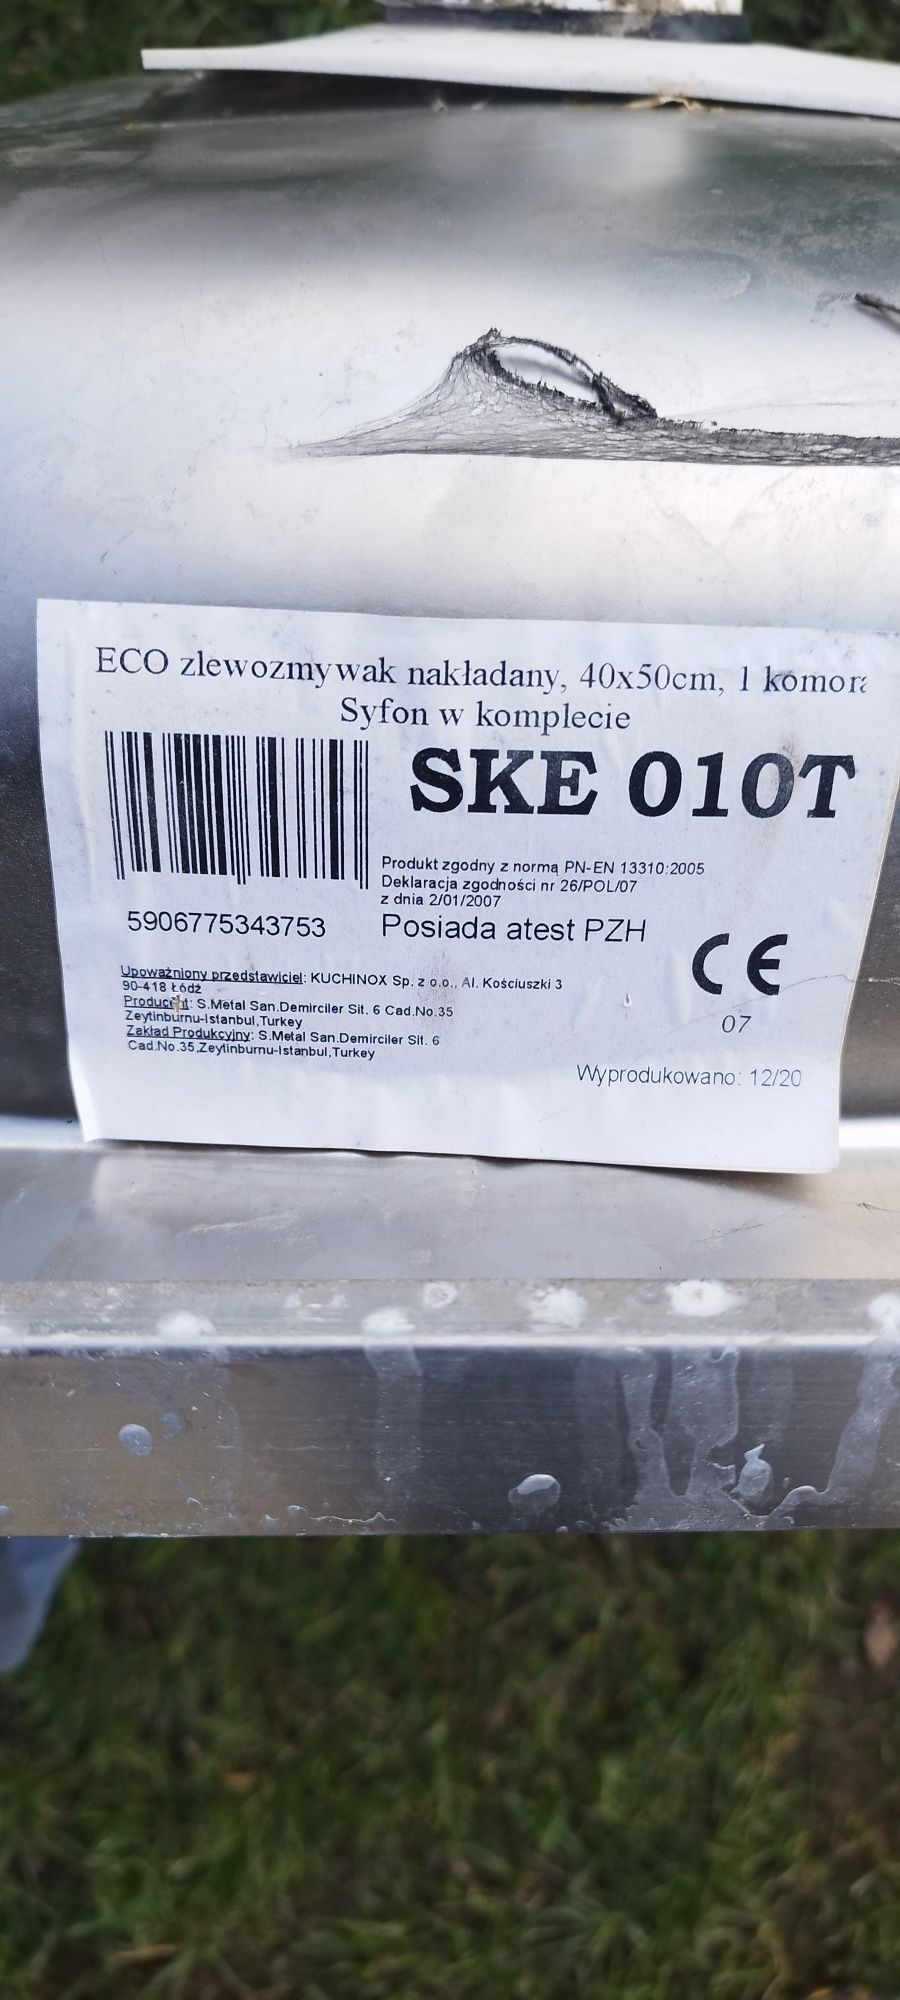 ECO zlewozmywak nakładany, 40x50cm, 1 komora
Syfon w komplecie
SKE 010T
Produkt zgodny z normą PN-EN 13310:2005
Deklaracja zgodności nr 26/POL/07
z dnia 2/01/2007
5906775343753
Posiada atest PZH
CE
07
Upoważniony przedstawiciel: KUCHINOX Sp. z o.o., Al. Kościuszki 3
90-418 Łódź
Producent: S.Metal San.Demirciler Sit. 6 Cad.No.35
Zeytinburnu-Istanbul,Turkey
Zakład Produkcyjny: S.Metal San.Demirciler Sit. 6
Cad.No.35,Zeytinburnu-Istanbul,Turkey
Wyprodukowano: 12/20